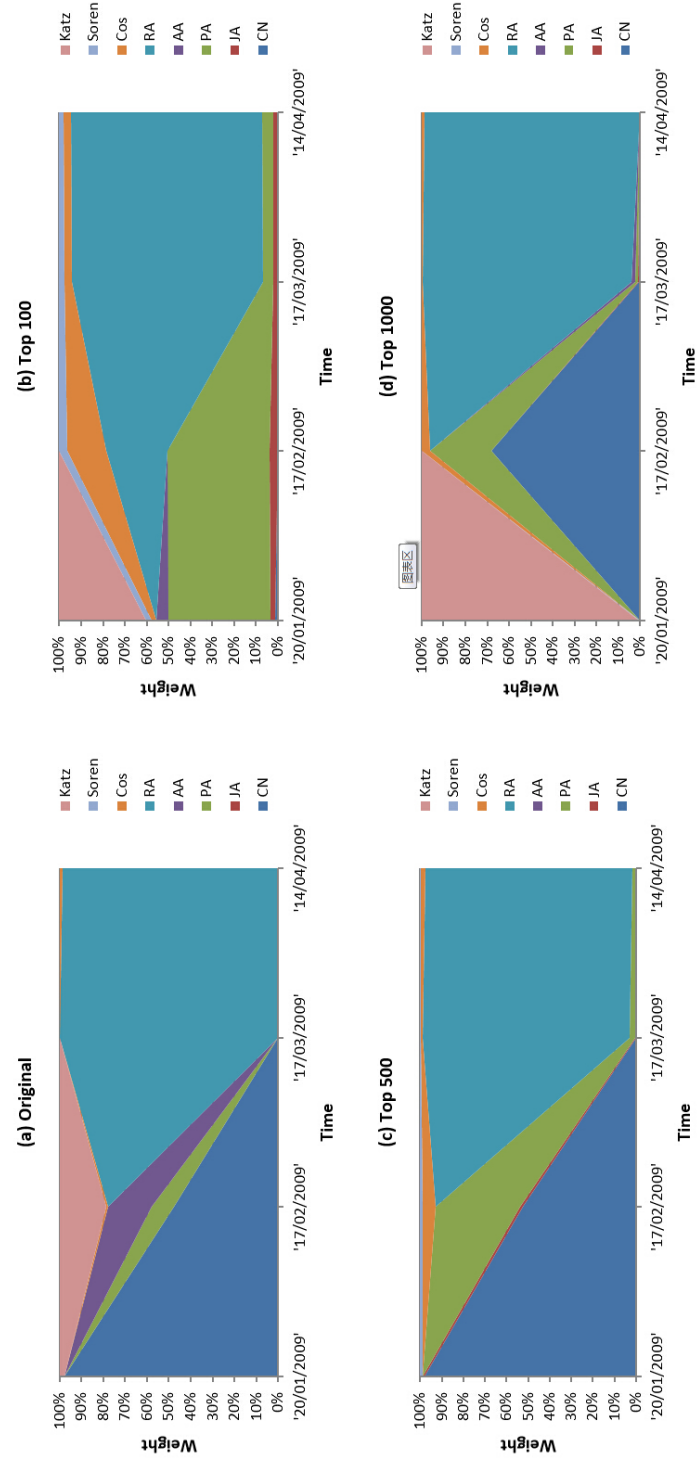 (a) Original
100%
90%
80%
70%
60%
50%
40%
30%
20%
10%
0%
Weight
'20/01/2009'
'17/02/2009'
'17/03/2009'
'14/04/2009'
Time
Katz
Soren
Cos
RA
AA
PA
JA
CN
(b) Top 100
100%
90%
80%
70%
60%
50%
40%
30%
20%
10%
0%
Weight
'20/01/2009'
'17/02/2009'
'17/03/2009'
'14/04/2009'
Time
Katz
Soren
Cos
RA
AA
PA
JA
CN
(c) Top 500
100%
90%
80%
70%
60%
50%
40%
30%
20%
10%
0%
Weight
'20/01/2009'
'17/02/2009'
'17/03/2009'
'14/04/2009'
Time
Katz
Soren
Cos
RA
AA
PA
JA
CN
(d) Top 1000
图表区
100%
90%
80%
70%
60%
50%
40%
30%
20%
10%
0%
Weight
'20/01/2009'
'17/02/2009'
'17/03/2009'
'14/04/2009'
Time
Katz
Soren
Cos
RA
AA
PA
JA
CN